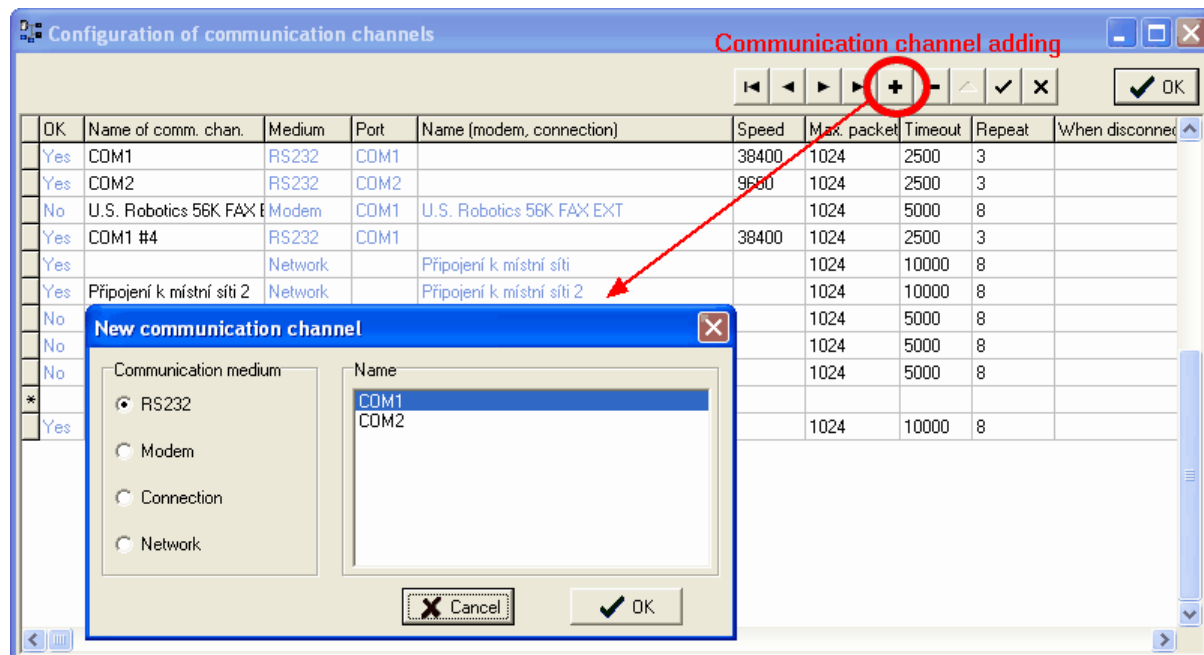 Configuration of communication channels
Communication channel adding
OK
OK Name of comm. chan. Medium Port Name (modem, connection) Speed Max. packet Timeout Repeat When disconnec
Yes COM1 RS232 COM1 38400 1024 2500 3
Yes COM2 RS232 COM2 9600 1024 2500 3
No U.S. Robotics 56K FAX E Modem COM1 U.S. Robotics 56K FAX EXT 1024 5000 8
Yes COM1 #4 RS232 COM1 38400 1024 2500 3
Yes Network Připojení k místní síti 1024 10000 8
Yes Připojení k místní síti 2 Network Připojení k místní síti 2 1024 10000 8
No 1024 5000 8
No 1024 5000 8
No 1024 5000 8
*
Yes 1024 10000 8
New communication channel
Communication medium
RS232
Modem
Connection
Network
Name
COM1
COM2
Cancel
OK